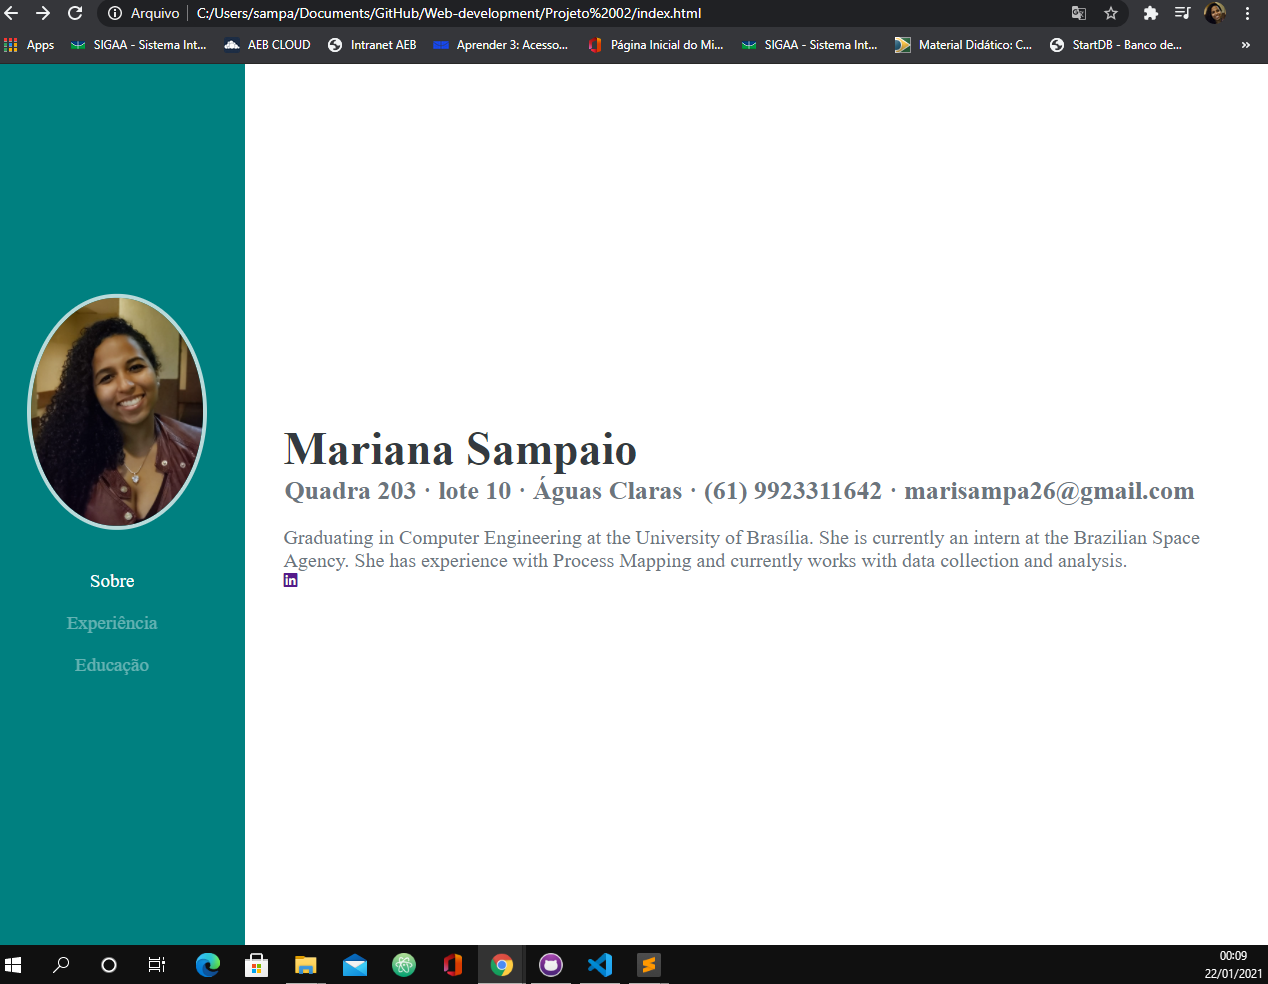 Arquivo C:/Users/sampa/Documents/GitHub/Web-development/Projeto%2002/index.html
Apps SIGAA - Sistema Int... AEB CLOUD Intranet AEB Aprender 3: Acesso... Página Inicial do Mi... SIGAA - Sistema Int... Material Didático: C... StartDB - Banco de... »
Mariana Sampaio
Quadra 203 · lote 10 · Águas Claras · (61) 9923311642 · marisampa26@gmail.com
Graduating in Computer Engineering at the University of Brasília. She is currently an intern at the Brazilian Space
Agency. She has experience with Process Mapping and currently works with data collection and analysis.
in
Sobre
Experiência
Educação
00:09
22/01/2021